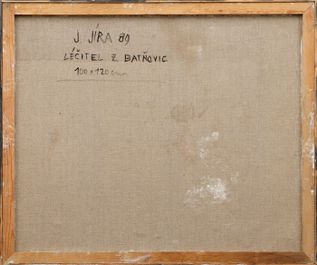 J. JÍRA 89
LÉČITEL Z BATŇOVIC
100 x 120 cm